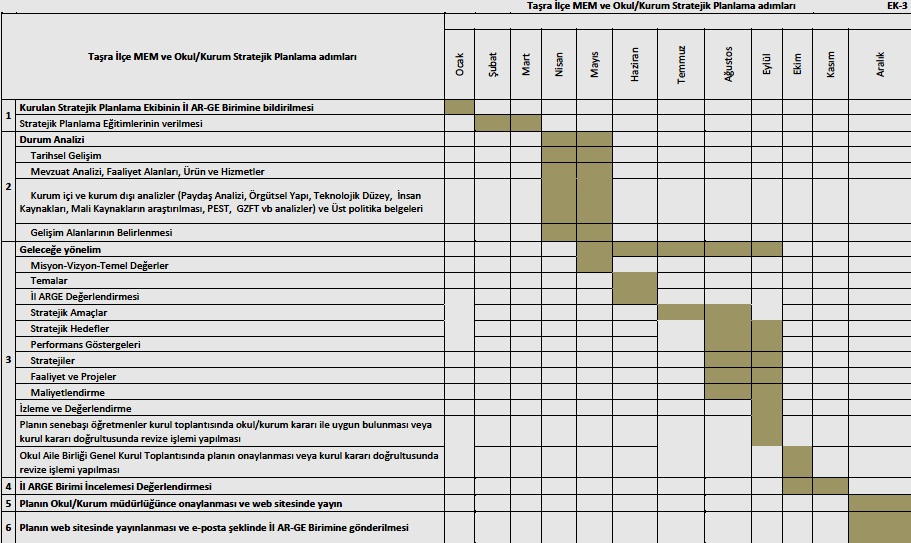 Taşra İlçe MEM ve Okul/Kurum Stratejik Planlama adımları EK-3
Taşra İlçe MEM ve Okul/Kurum Stratejik Planlama adımları
Ocak
Şubat
Mart
Nisan
Mayıs
Haziran
Temmuz
Ağustos
Eylül
Ekim
Kasım
Aralık
1
Kurulan Stratejik Planlama Ekibinin İl AR-GE Birimine bildirilmesi
Stratejik Planlama Eğitimlerinin verilmesi
2
Durum Analizi
Tarihsel Gelişim
Mevzuat Analizi, Faaliyet Alanları, Ürün ve Hizmetler
Kurum içi ve kurum dışı analizler (Paydaş Analizi, Örgütsel Yapı, Teknolojik Düzey, İnsan
Kaynakları, Mali Kaynakların araştırılması, PEST, GZFT vb analizler) ve Üst politika belgeleri
Gelişim Alanlarının Belirlenmesi
3
Geleceğe yönelim
Misyon-Vizyon-Temel Değerler
Temalar
İl ARGE Değerlendirmesi
Stratejik Amaçlar
Stratejik Hedefler
Performans Göstergeleri
Stratejiler
Faaliyet ve Projeler
Maliyetlendirme
İzleme ve Değerlendirme
Planın senebaşı öğretmenler kurul toplantısında okul/kurum kararı ile uygun bulunması veya
kurul kararı doğrultusunda revize işlemi yapılması
Okul Aile Birliği Genel Kurul Toplantısında planın onaylanması veya kurul kararı doğrultusunda
revize işlemi yapılması
4 İl ARGE Birimi İncelemesi Değerlendirmesi
5 Planın Okul/Kurum müdürlüğünce onaylanması ve web sitesinde yayın
6 Planın web sitesinde yayınlanması ve e-posta şeklinde İl AR-GE Birimine gönderilmesi